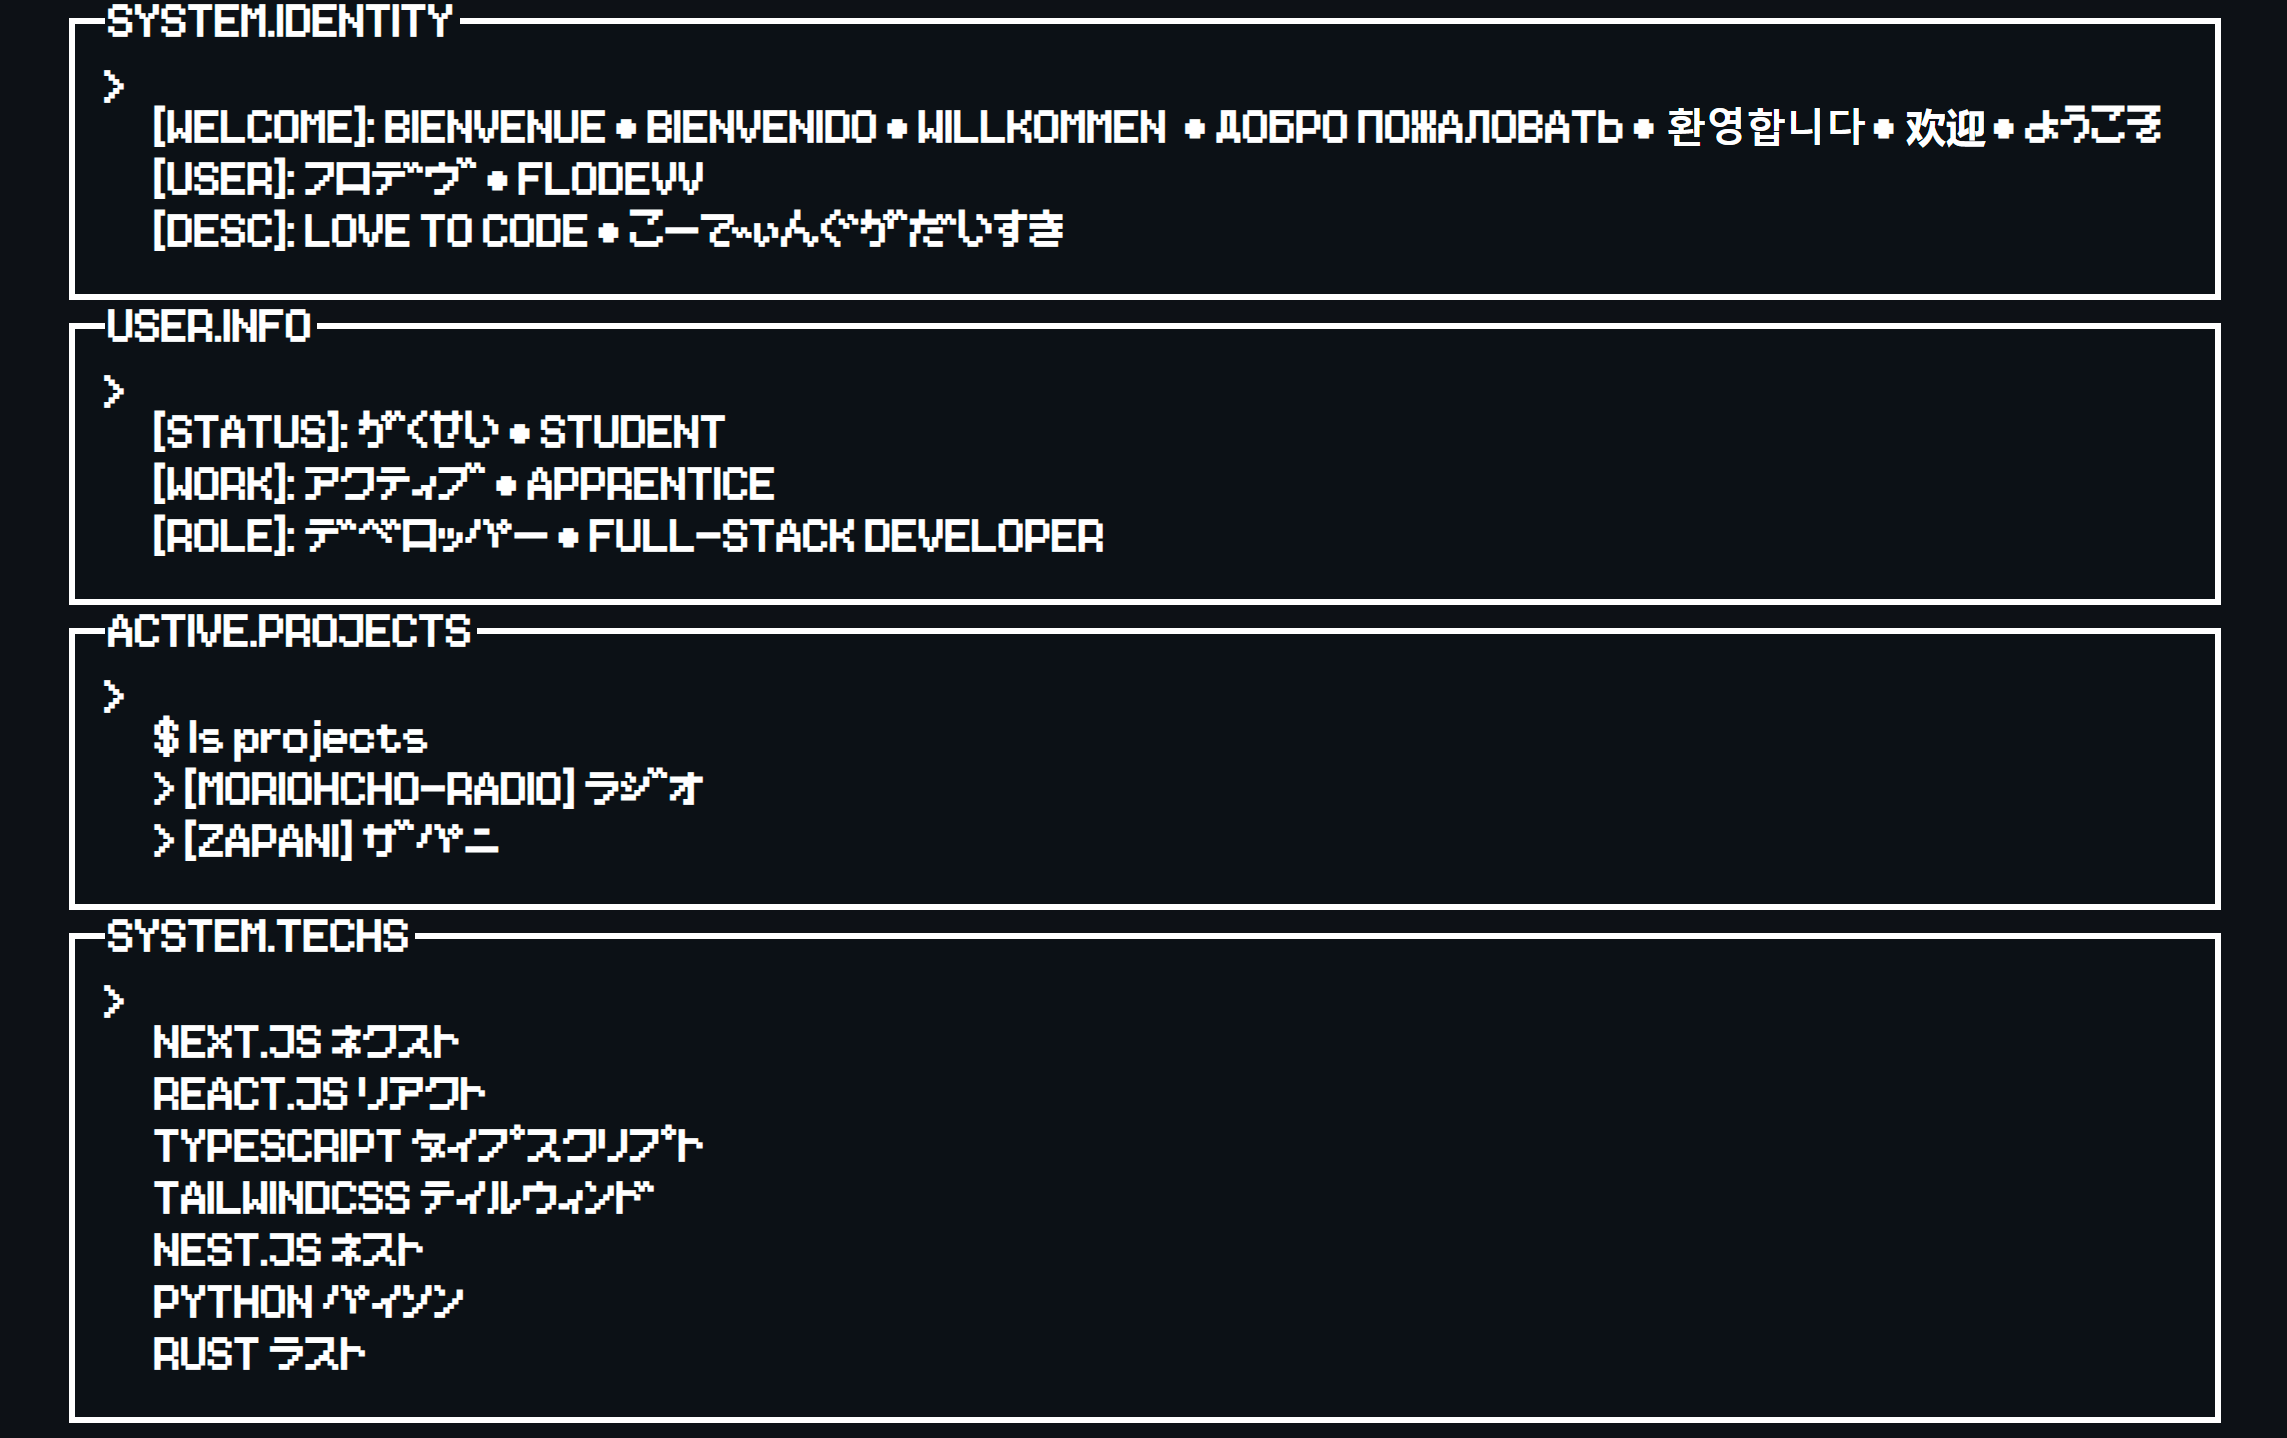 SYSTEM.IDENTITY
>
[WELCOME]: BIENVENUE • BIENVENIDO • WILLKOMMEN • ДОБРО ПОЖАЛОВАТЬ • 환영합니다 • 欢迎 • ようこそ
[USER]: フロデヴ • FLODEVV
[DESC]: LOVE TO CODE • こーでぃんぐがだいすき
USER.INFO
>
[STATUS]: がくせい • STUDENT
[WORK]: アクティブ • APPRENTICE
[ROLE]: デベロッパー • FULL-STACK DEVELOPER
ACTIVE.PROJECTS
>
$ ls projects
> [MORIOHCHO-RADIO] ラジオ
> [ZAPANI] ザパニ
SYSTEM.TECHS
>
NEXT.JS ネクスト
REACT.JS リアクト
TYPESCRIPT タイプスクリプト
TAILWINDCSS テイルウィンド
NEST.JS ネスト
PYTHON パイソン
RUST ラスト